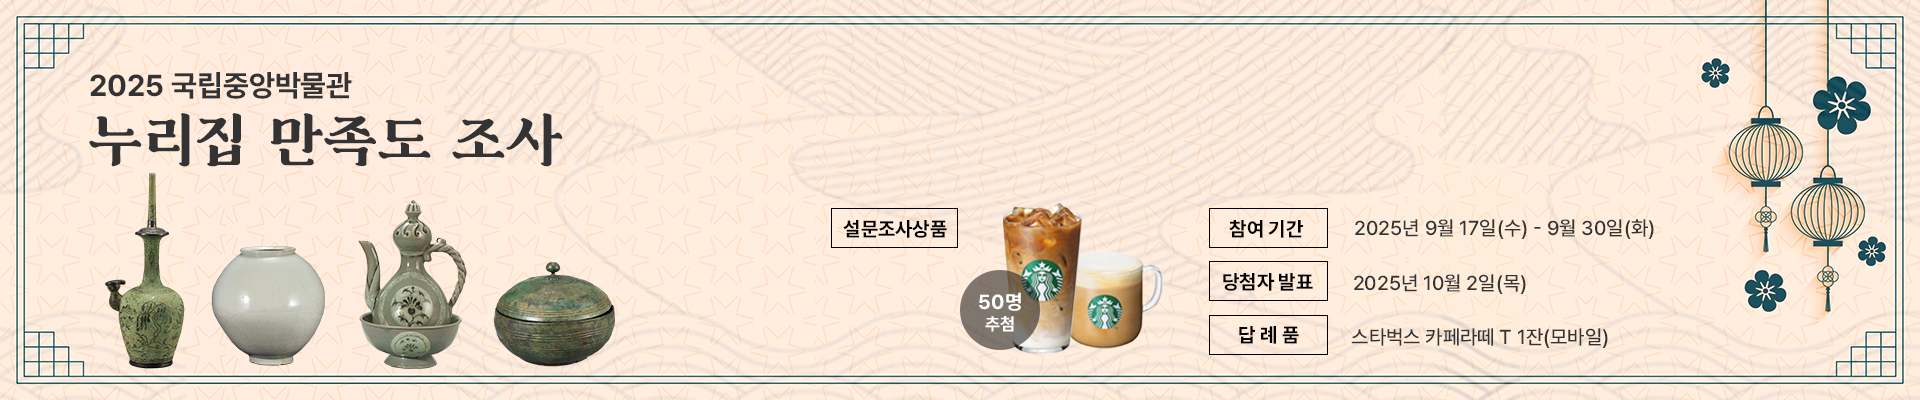 2025 국립중앙박물관
누리집 만족도 조사
설문조사상품
50명
추첨
참여 기간 2025년 9월 17일(수) - 9월 30일(화)
당첨자 발표 2025년 10월 2일(목)
답 례 품 스타벅스 카페라떼 T 1잔(모바일)